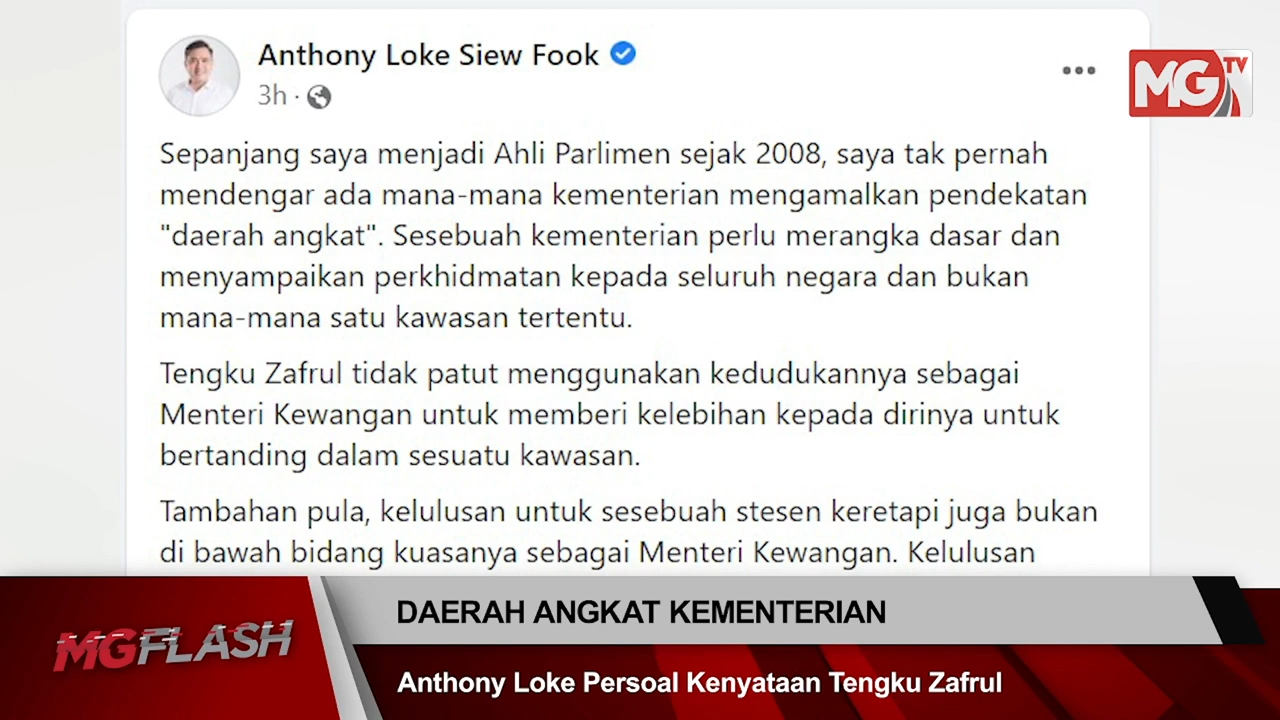 Anthony Loke Siew Fook
3h ·
MG TV
Sepanjang saya menjadi Ahli Parlimen sejak 2008, saya tak pernah
mendengar ada mana-mana kementerian mengamalkan pendekatan
"daerah angkat". Sesebuah kementerian perlu merangka dasar dan
menyampaikan perkhidmatan kepada seluruh negara dan bukan
mana-mana satu kawasan tertentu.
Tengku Zafrul tidak patut menggunakan kedudukannya sebagai
Menteri Kewangan untuk memberi kelebihan kepada dirinya untuk
bertanding dalam sesuatu kawasan.
Tambahan pula, kelulusan untuk sesebuah stesen keretapi juga bukan
di bawah bidang kuasanya sebagai Menteri Kewangan. Kelulusan
MGFLASH
DAERAH ANGKAT KEMENTERIAN
Anthony Loke Persoal Kenyataan Tengku Zafrul